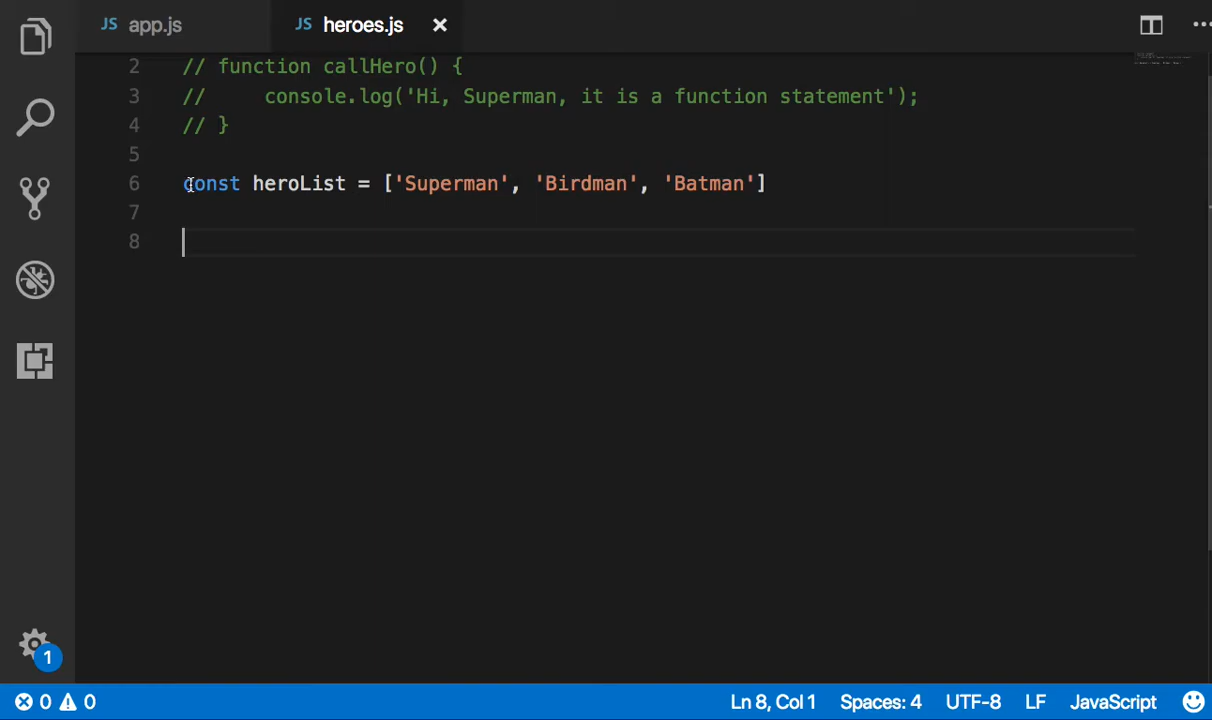 JS app.js JS heroes.js ×
2 // function callHero() {
3 //     console.log('Hi, Superman, it is a function statement');
4 // }
5
6 const heroList = ['Superman', 'Birdman', 'Batman']
7
8
1
0 0 Ln 8, Col 1 Spaces: 4 UTF-8 LF JavaScript